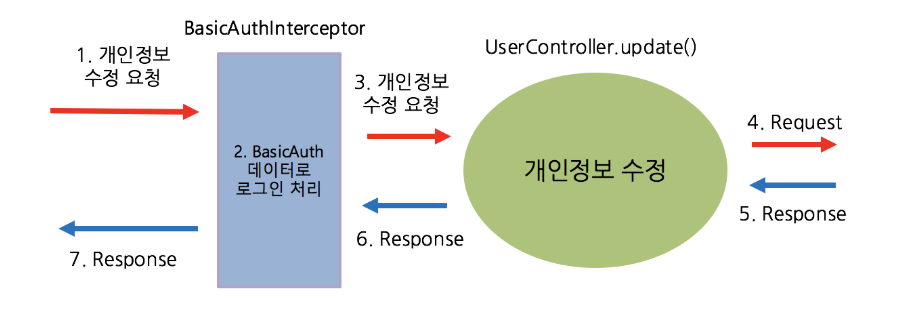 BasicAuthInterceptor
UserController.update()
1. 개인정보
수정 요청
2. BasicAuth
데이터로
로그인 처리
3. 개인정보
수정 요청
개인정보 수정
4. Request
5. Response
6. Response
7. Response